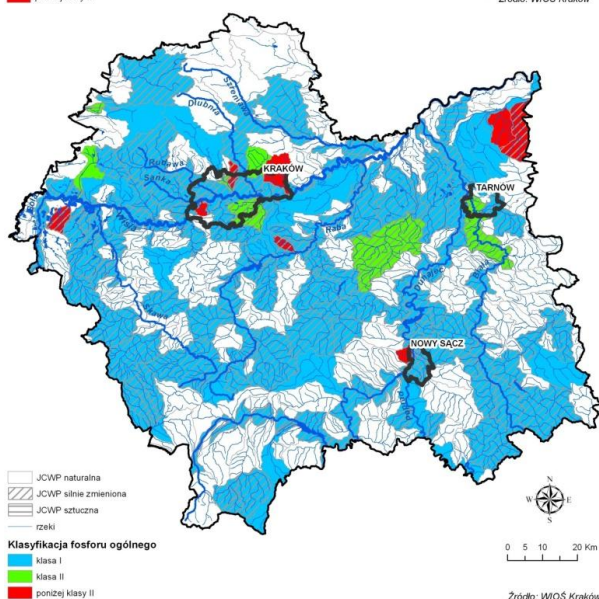 Źródło: WIOŚ Kraków
Szreniawa
Dłubnia
Rudawa
Sanka
KRAKÓW
TARNÓW
Wisła
Raba
Skawa
Dunajec
Biała
NOWY SĄCZ
Poprad
JCWP naturalna
JCWP silnie zmieniona
JCWP sztuczna
rzeki
Klasyfikacja fosforu ogólnego
klasa I
klasa II
poniżej klasy II
N
W E
S
0 5 10 20 Km
Źródło: WIOŚ Kraków